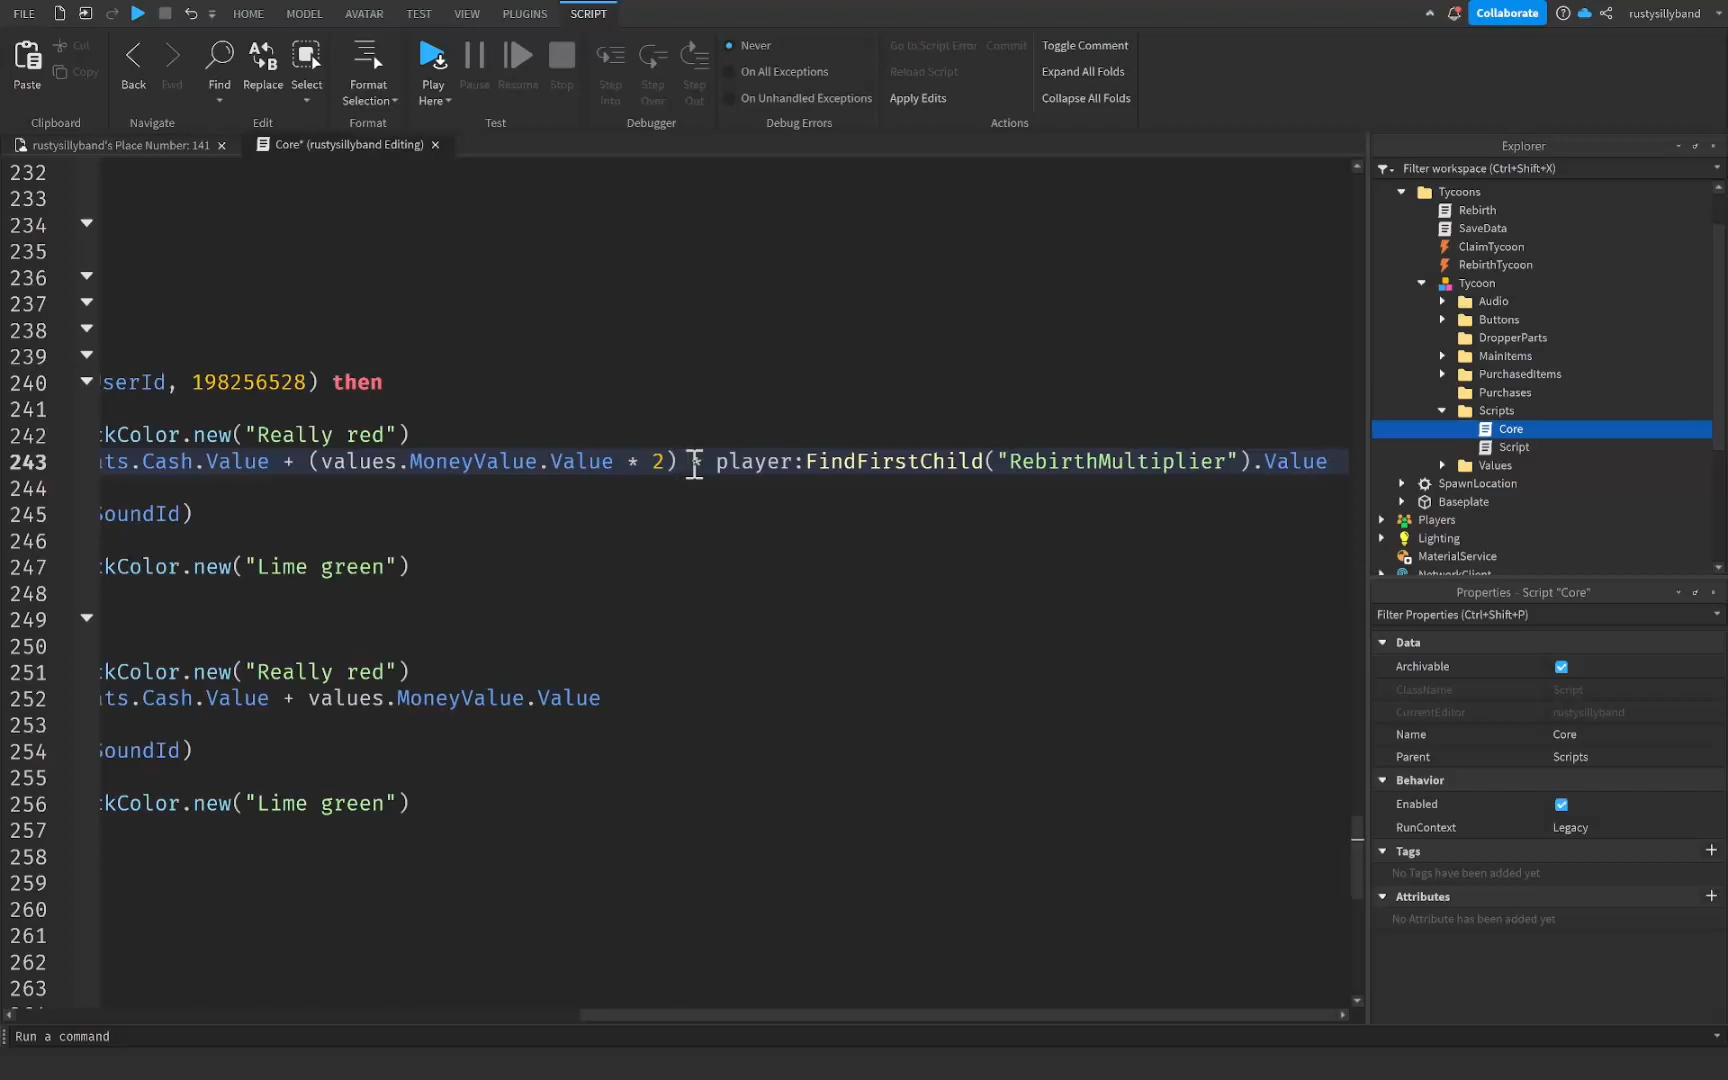 FILE HOME MODEL AVATAR TEST VIEW PLUGINS SCRIPT Collaborate rustysillyband
Paste Cut Copy
Back Fwd Find Replace Select
Format Selection
Play Here Pause Resume Stop
Step Into Step Over Step Out
Never
On All Exceptions
On Unhandled Exceptions
Go to Script Error Commit
Reload Script
Apply Edits
Toggle Comment
Expand All Folds
Collapse All Folds
Clipboard Navigate Edit Format Test Debugger Debug Errors Actions
rustysillyband's Place Number: 141 Core* (rustysillyband Editing)
232
233
234
235
236
237
238
239
240 serId, 198256528) then
241
242 kColor.new("Really red")
243 ts.Cash.Value + (values.MoneyValue.Value * 2) * player:FindFirstChild("RebirthMultiplier").Value
244
245 SoundId)
246
247 kColor.new("Lime green")
248
249
250
251 kColor.new("Really red")
252 ts.Cash.Value + values.MoneyValue.Value
253
254 SoundId)
255
256 kColor.new("Lime green")
257
258
259
260
261
262
263
Run a command
Explorer
Filter workspace (Ctrl+Shift+X)
Tycoons
Rebirth
SaveData
ClaimTycoon
RebirthTycoon
Tycoon
Audio
Buttons
DropperParts
MainItems
PurchasedItems
Purchases
Scripts
Core
Script
Values
SpawnLocation
Baseplate
Players
Lighting
MaterialService
NetworkClient
Properties - Script "Core"
Filter Properties (Ctrl+Shift+P)
Data
Archivable
ClassName Script
CurrentEditor rustysillyband
Name Core
Parent Scripts
Behavior
Enabled
RunContext Legacy
Tags
No Tags have been added yet
Attributes
No Attribute has been added yet